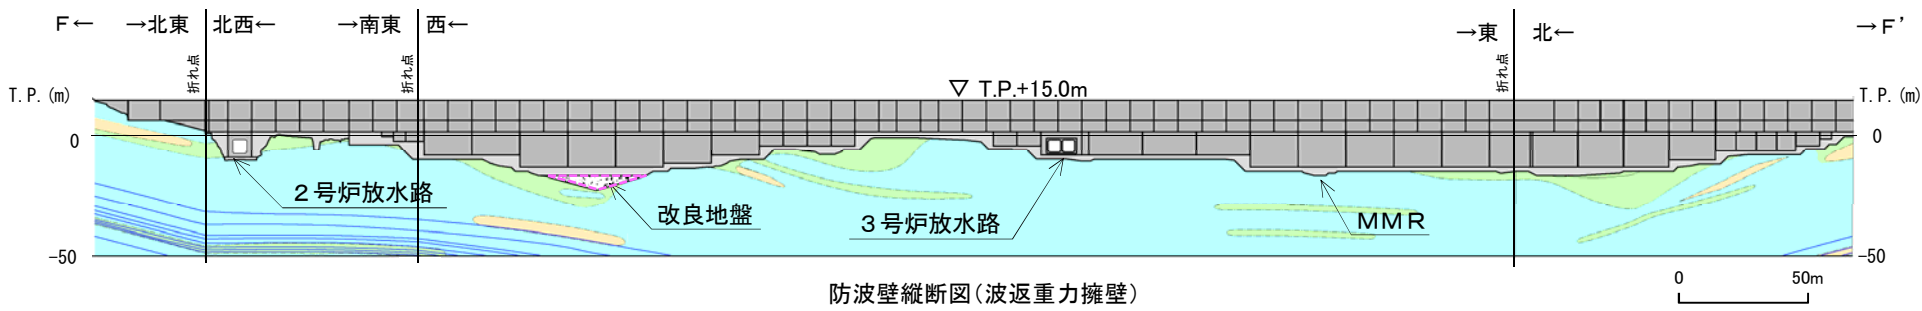 F← →北東 北西← →南東 西← →東 北← →F'
折れ点 折れ点 折れ点
T.P.(m) ▽ T.P.+15.0m T.P.(m)
0 0
2号炉放水路 改良地盤 3号炉放水路 MMR
-50 -50
0 50m
防波壁縦断図(波返重力擁壁)